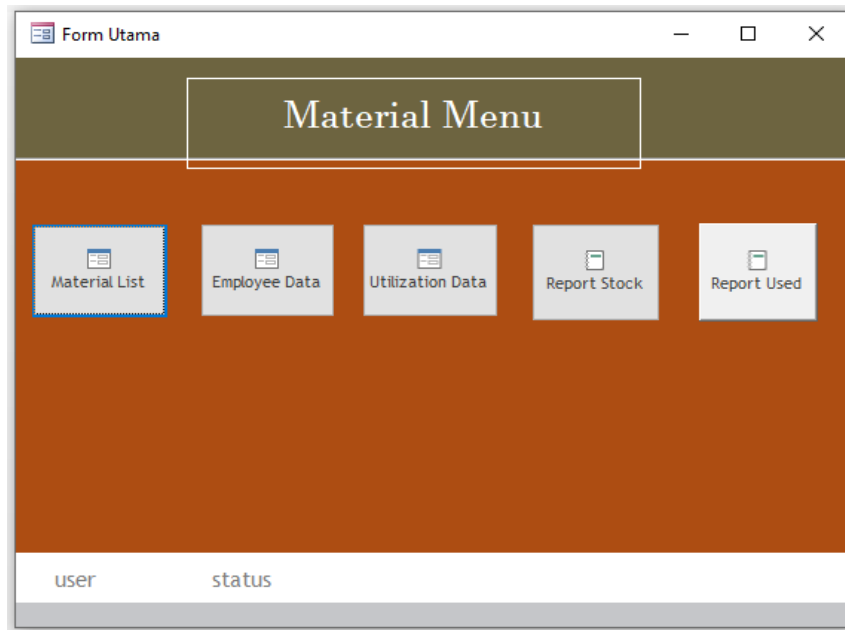 Form Utama
Material Menu
Material List
Employee Data
Utilization Data
Report Stock
Report Used
user status